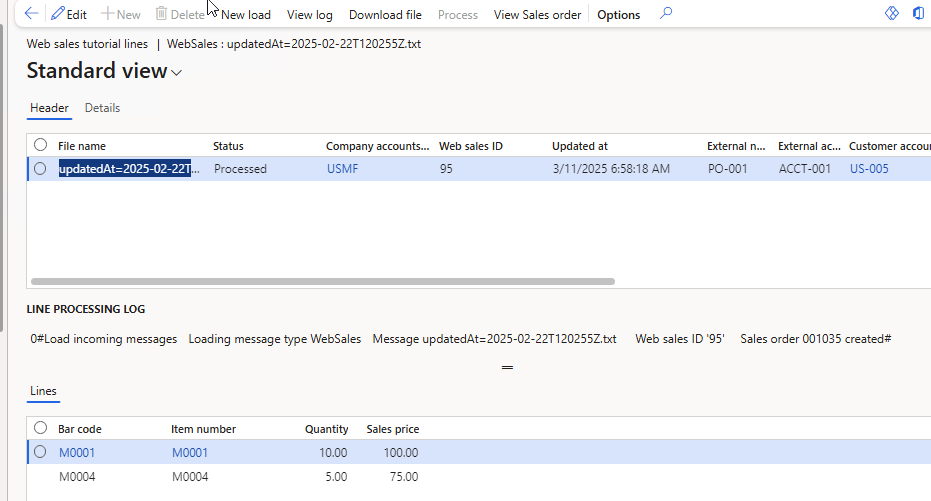 Edit New Delete New load View log Download file Process View Sales order Options
Web sales tutorial lines | WebSales : updatedAt=2025-02-22T120255Z.txt
Standard view
Header Details
File name Status Company accounts... Web sales ID Updated at External n... External ac... Customer accou
updatedAt=2025-02-22T... Processed USMF 95 3/11/2025 6:58:18 AM PO-001 ACCT-001 US-005
LINE PROCESSING LOG
0#Load incoming messages Loading message type WebSales Message updatedAt=2025-02-22T120255Z.txt Web sales ID '95' Sales order 001035 created#
Lines
Bar code Item number Quantity Sales price
M0001 M0001 10.00 100.00
M0004 M0004 5.00 75.00